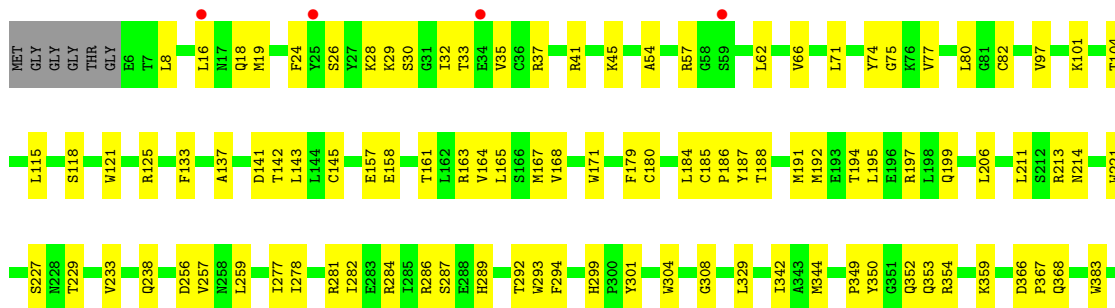 MET GLY GLY GLY THR GLY E6 T7 L8 L16 N17 Q18 M19 F24 Y25 S26 Y27 K28 K29 S30 G31 I32 T33 E34 V35 C36 R37 R41 K45 A54 R57 G58 S59 L62 V66 L71 Y74 G75 K76 V77 L80 G81 C82 V97 K101 T104
L115 S118 W121 R125 F133 A137 D141 T142 L143 L144 C145 E157 E158 T161 L162 R163 V164 L165 S166 M167 V168 W171 F179 C180 L184 C185 P186 Y187 T188 M191 M192 E193 T194 L195 E196 R197 L198 Q199 L206 L211 S212 R213 N214 W221
S227 N228 T229 V233 Q238 D256 V257 N258 L259 I277 I278 R281 I282 E283 R284 I285 R286 S287 E288 H289 T292 W293 F294 H299 P300 Y301 W304 G308 L329 I342 A343 M344 P349 Y350 G351 Q352 Q353 R354 K359 D366 P367 Q368 W383